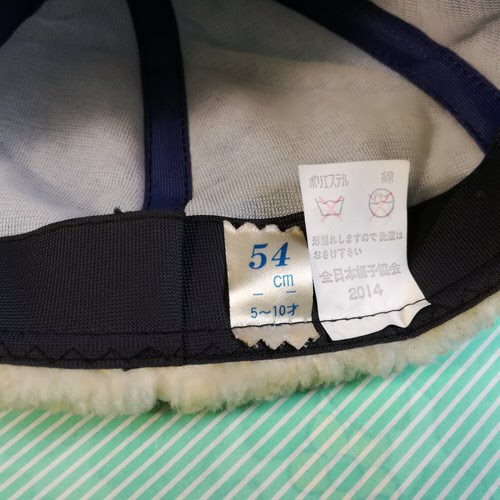 54
cm
5～10才
ポリエステル 綿
形崩れしますので洗濯は
おさけ下さい
全日本帽子協会
2014